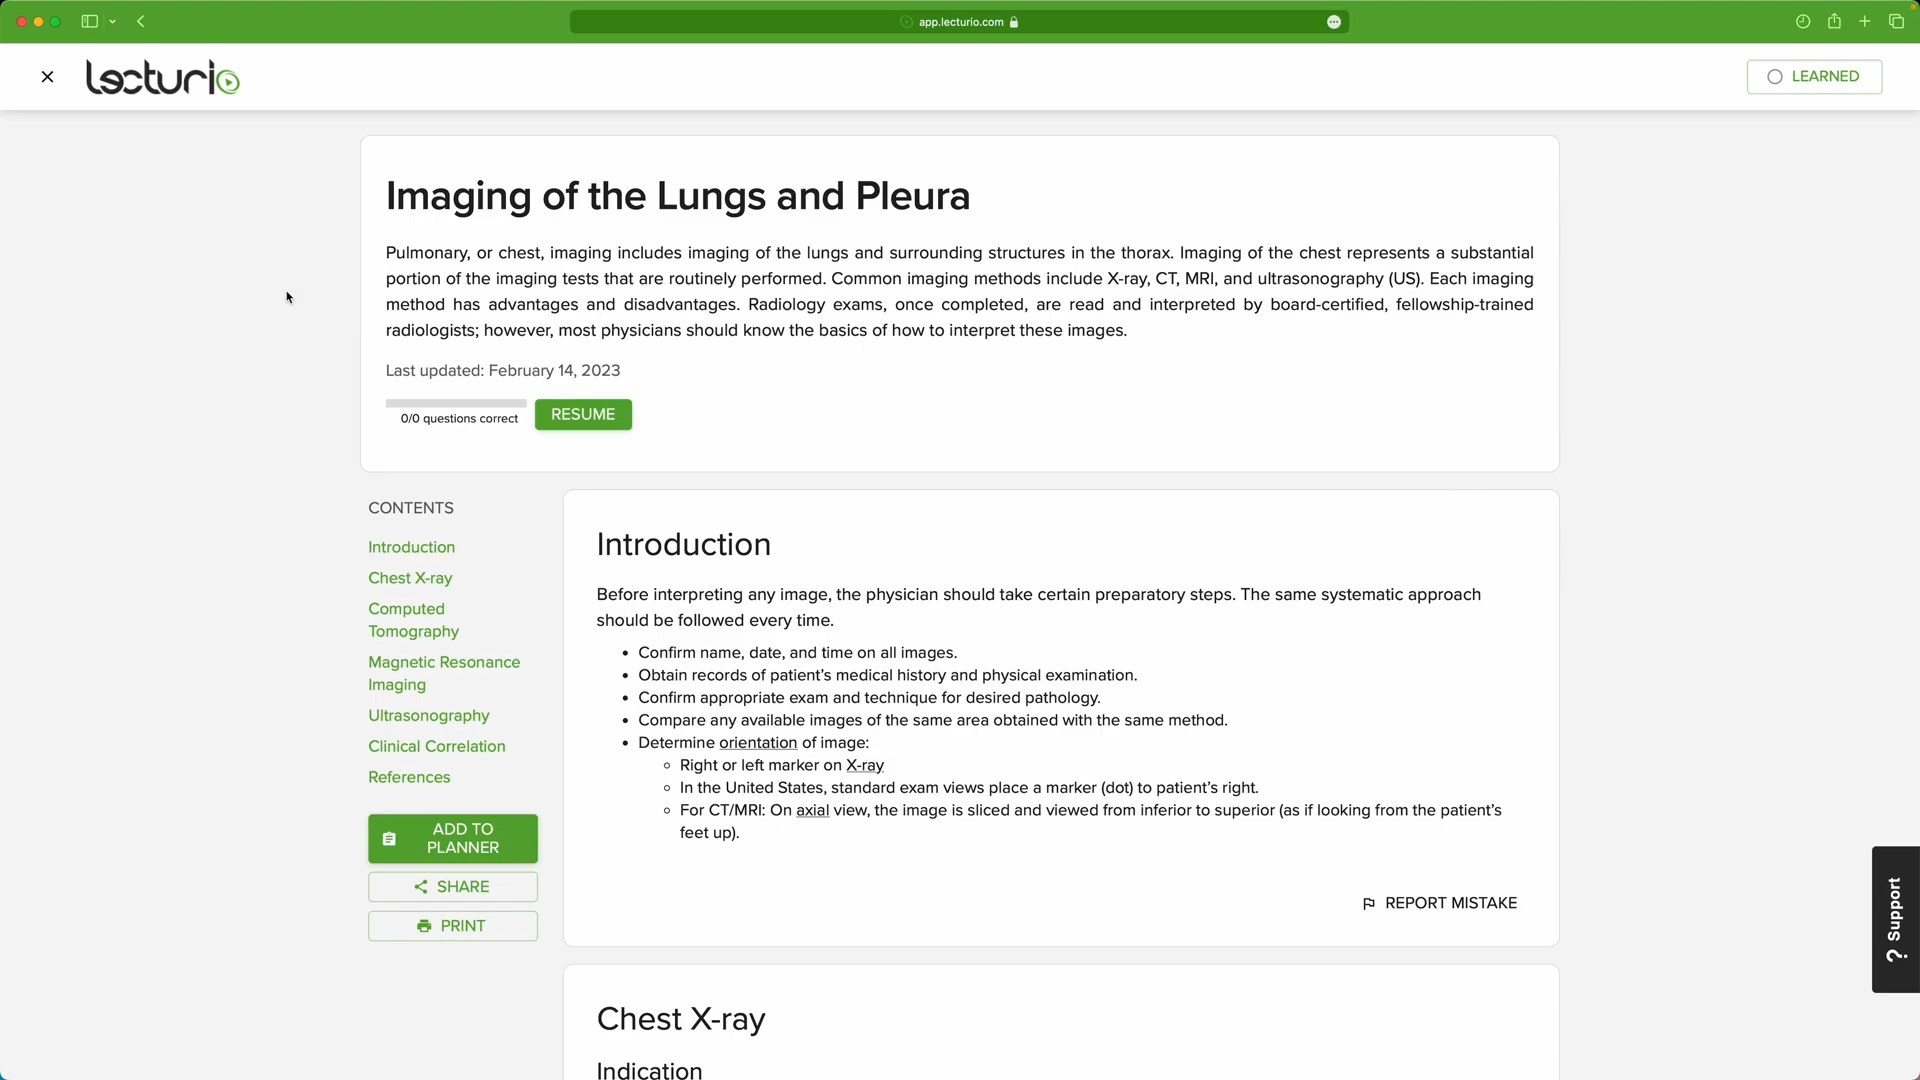 app.lecturio.com
lecturio
LEARNED
Imaging of the Lungs and Pleura
Pulmonary, or chest, imaging includes imaging of the lungs and surrounding structures in the thorax. Imaging of the chest represents a substantial
portion of the imaging tests that are routinely performed. Common imaging methods include X-ray, CT, MRI, and ultrasonography (US). Each imaging
method has advantages and disadvantages. Radiology exams, once completed, are read and interpreted by board-certified, fellowship-trained
radiologists; however, most physicians should know the basics of how to interpret these images.
Last updated: February 14, 2023
0/0 questions correct
RESUME
CONTENTS
Introduction
Chest X-ray
Computed
Tomography
Magnetic Resonance
Imaging
Ultrasonography
Clinical Correlation
References
ADD TO
PLANNER
SHARE
PRINT
Introduction
Before interpreting any image, the physician should take certain preparatory steps. The same systematic approach
should be followed every time.
• Confirm name, date, and time on all images.
• Obtain records of patient’s medical history and physical examination.
• Confirm appropriate exam and technique for desired pathology.
• Compare any available images of the same area obtained with the same method.
• Determine orientation of image:
◦ Right or left marker on X-ray
◦ In the United States, standard exam views place a marker (dot) to patient’s right.
◦ For CT/MRI: On axial view, the image is sliced and viewed from inferior to superior (as if looking from the patient’s
feet up).
REPORT MISTAKE
Chest X-ray
Indication
? Support